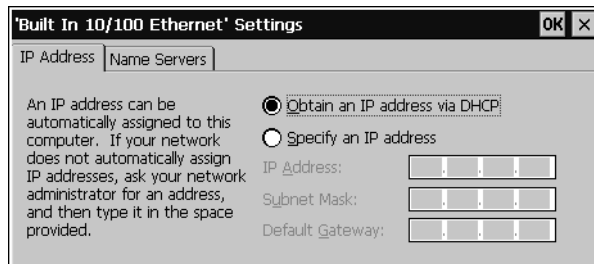 'Built In 10/100 Ethernet' Settings
OK ×
IP Address
Name Servers
An IP address can be
automatically assigned to this
computer. If your network
does not automatically assign
IP addresses, ask your network
administrator for an address,
and then type it in the space
provided.
Obtain an IP address via DHCP
Specify an IP address
IP Address:
Subnet Mask:
Default Gateway: